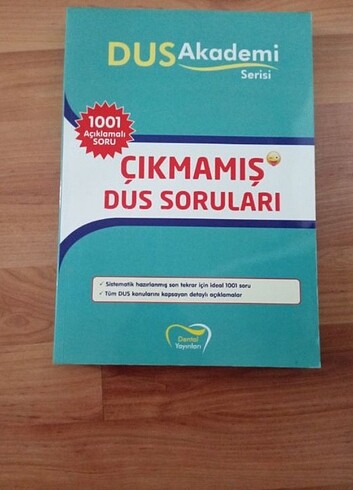 DUS Akademi
Serisi
1001
Açıklamalı
SORU
ÇIKMAMIŞ
DUS SORULARI
✓ Sistematik hazırlanmış son tekrar için ideal 1001 soru
✓ Tüm DUS konularını kapsayan detaylı açıklamalar
Dental
Yayınları